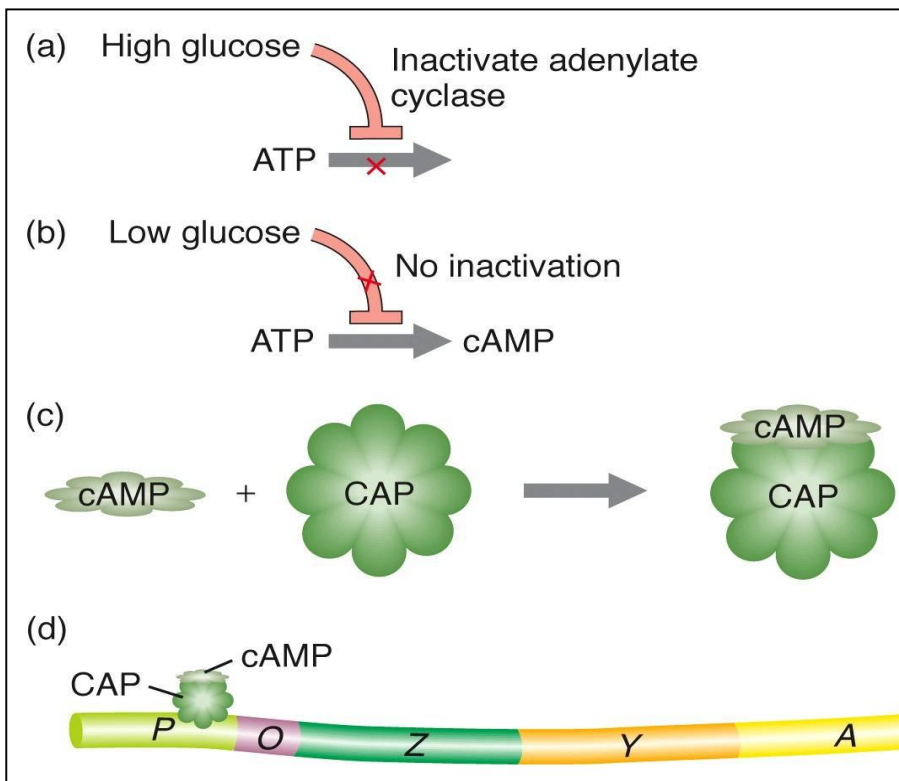 (a) High glucose
Inactivate adenylate
cyclase
ATP
(b) Low glucose
No inactivation
ATP cAMP
(c)
cAMP + CAP cAMP
CAP
(d)
cAMP
CAP
P O Z Y A